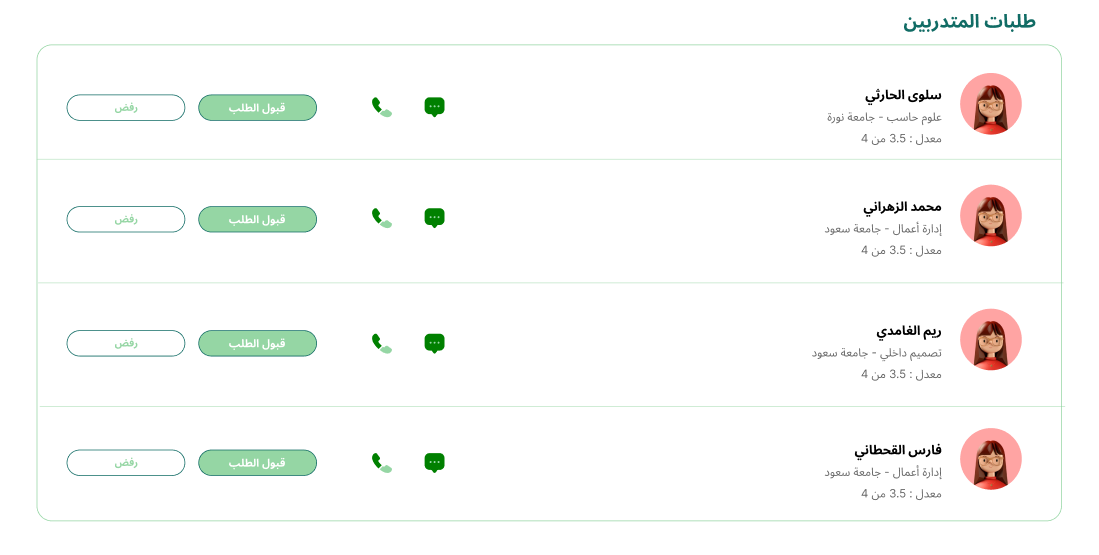 طلبات المتدربين
سلوى الحارثي
علوم حاسب - جامعة نورة
معدل : 3.5 من 4
قبول الطلب
رفض
محمد الزهراني
إدارة أعمال - جامعة سعود
معدل : 3.5 من 4
قبول الطلب
رفض
ريم الغامدي
تصميم داخلي - جامعة سعود
معدل : 3.5 من 4
قبول الطلب
رفض
فارس القحطاني
إدارة أعمال - جامعة سعود
معدل : 3.5 من 4
قبول الطلب
رفض